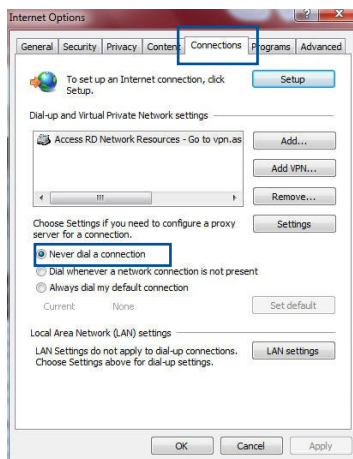 Internet Options
General Security Privacy Content Connections Programs Advanced
To set up an Internet connection, click
Setup.
Setup
Dial-up and Virtual Private Network settings
Access RD Network Resources - Go to vpn.as
Add...
Add VPN...
Remove...
Choose Settings if you need to configure a proxy
server for a connection.
Settings
Never dial a connection
Dial whenever a network connection is not present
Always dial my default connection
Current None
Set default
Local Area Network (LAN) settings
LAN Settings do not apply to dial-up connections.
Choose Settings above for dial-up settings.
LAN settings
OK Cancel Apply